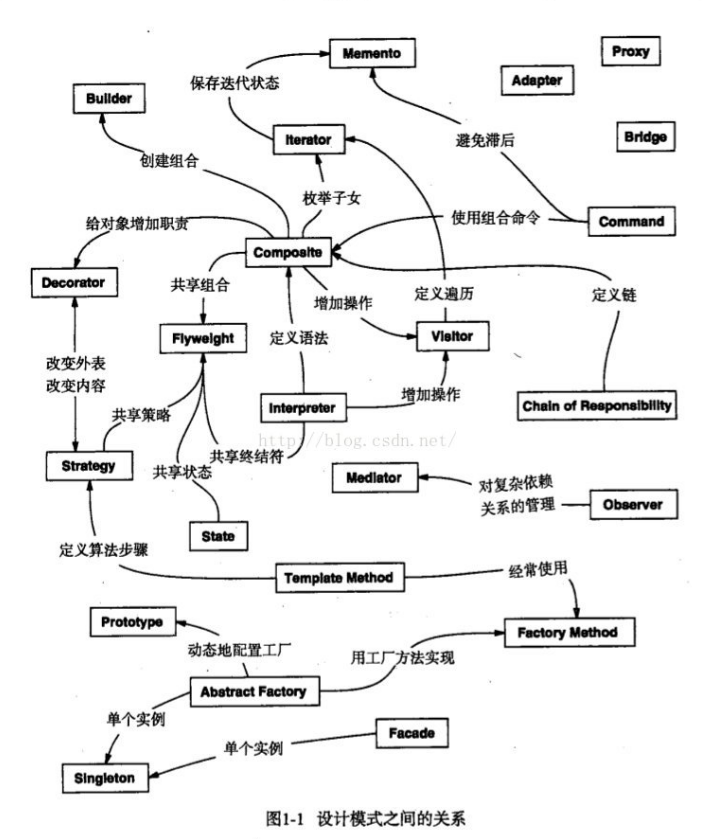 Memento
Proxy
Adapter
保存迭代状态
Builder
Iterator
避免滞后
Bridge
创建组合
枚举子女
给对象增加职责
使用组合命令
Command
Composite
Decorator
共享组合
增加操作
定义遍历
定义链
Flyweight
定义语法
Visitor
改变外表
改变内容
增加操作
共享策略
Interpreter
Chain of Responsibility
http://blog.csdn.net/
共享终结符
Strategy
共享状态
Mediator
对复杂依赖
关系的管理
Observer
State
定义算法步骤
Template Method
经常使用
Prototype
Factory Method
动态地配置工厂
用工厂方法实现
Abstract Factory
单个实例
Facade
单个实例
Singleton
图1-1 设计模式之间的关系